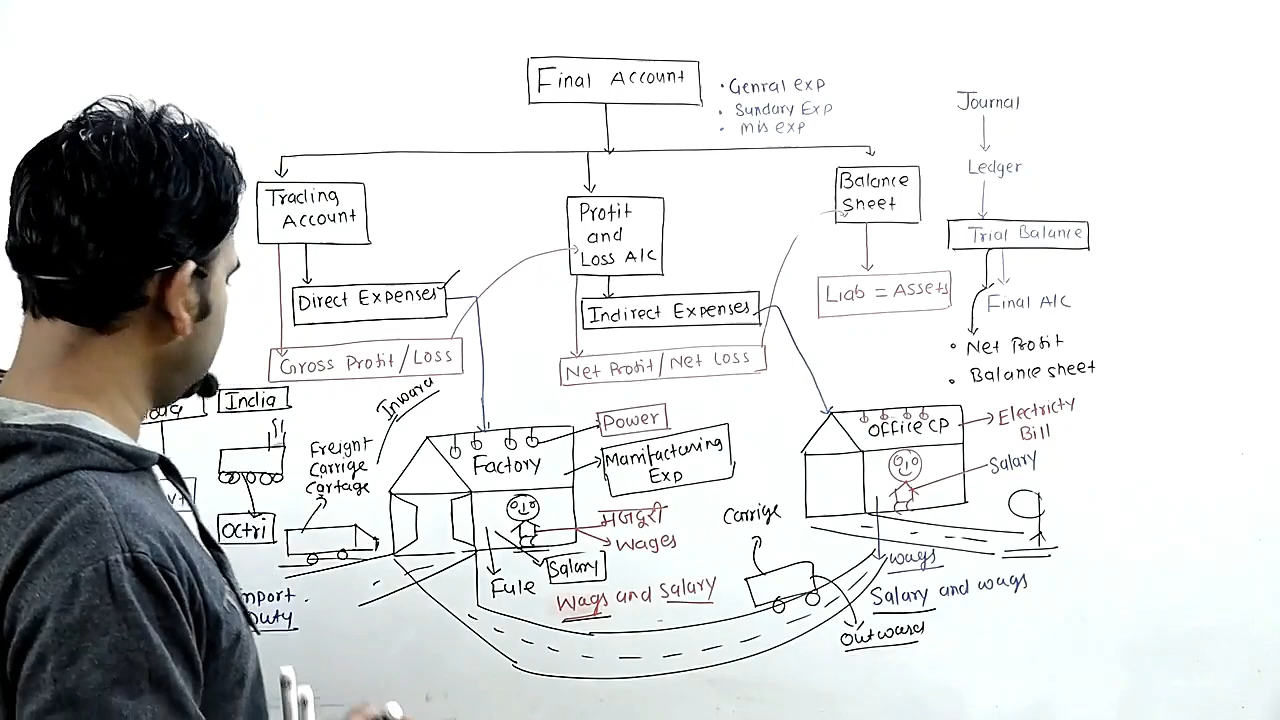 Final Account
• Genral exp
• Sundary Exp
• mis exp
Journal
Ledger
Trial Balance
Final A/C
• Net Profit
• Balance sheet
Trading
Account
Profit
and
Loss A/C
Balance
sheet
Direct Expenses
Indirect Expenses
Liab = Assets
Gross Profit/Loss
Net Profit/Net Loss
India
Inward
Freight
Carrige
Cartage
Octri
mport
Duty
Factory
Power
Manifacturing
Exp
मजदूरी
Wages
Salary
Fule
Wags and Salary
Carrige
Outward
Office CP
Electricty
Bill
Salary
wags
Salary and wags